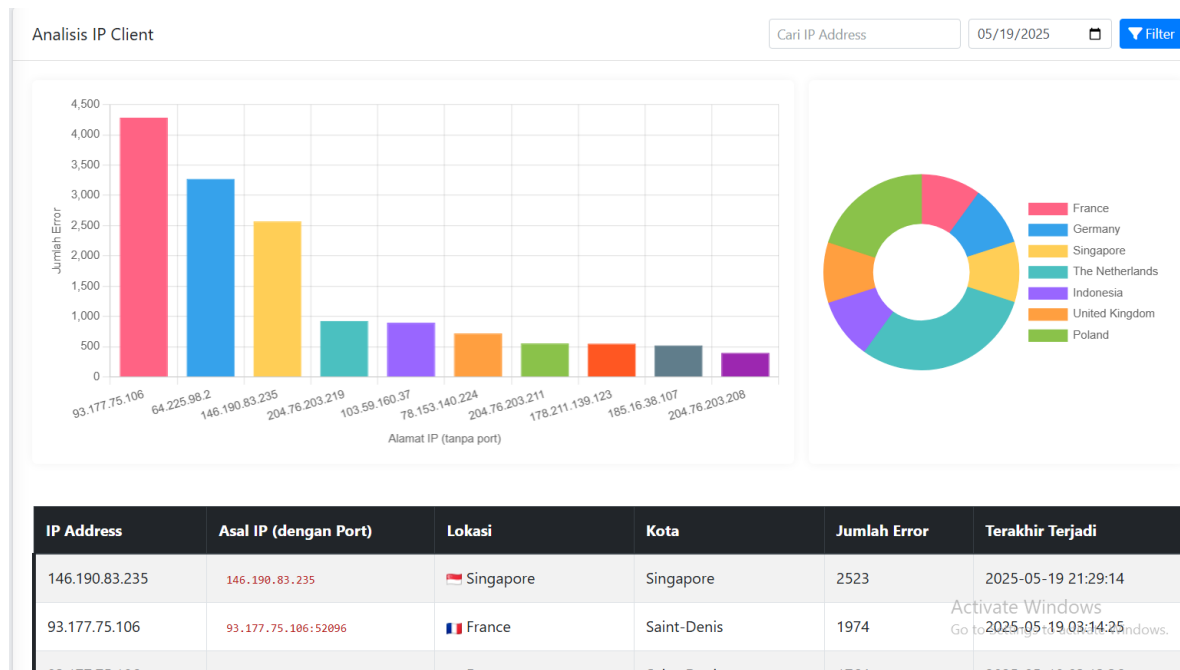 Analisis IP Client
Cari IP Address
05/19/2025
Filter
4,500
4,000
3,500
3,000
2,500
2,000
1,500
1,000
500
0
Jumlah Error
93.177.75.106
64.225.98.2
146.190.83.235
204.76.203.219
103.59.160.37
78.153.140.224
204.76.203.211
178.211.139.123
185.16.38.107
204.76.203.208
Alamat IP (tanpa port)
France
Germany
Singapore
The Netherlands
Indonesia
United Kingdom
Poland
IP Address Asal IP (dengan Port) Lokasi Kota Jumlah Error Terakhir Terjadi
146.190.83.235 146.190.83.235 Singapore Singapore 2523 2025-05-19 21:29:14
Activate Windows
93.177.75.106 93.177.75.106:52096 France Saint-Denis 1974 2025-05-19 03:14:25
Go to Settings to activate Windows.